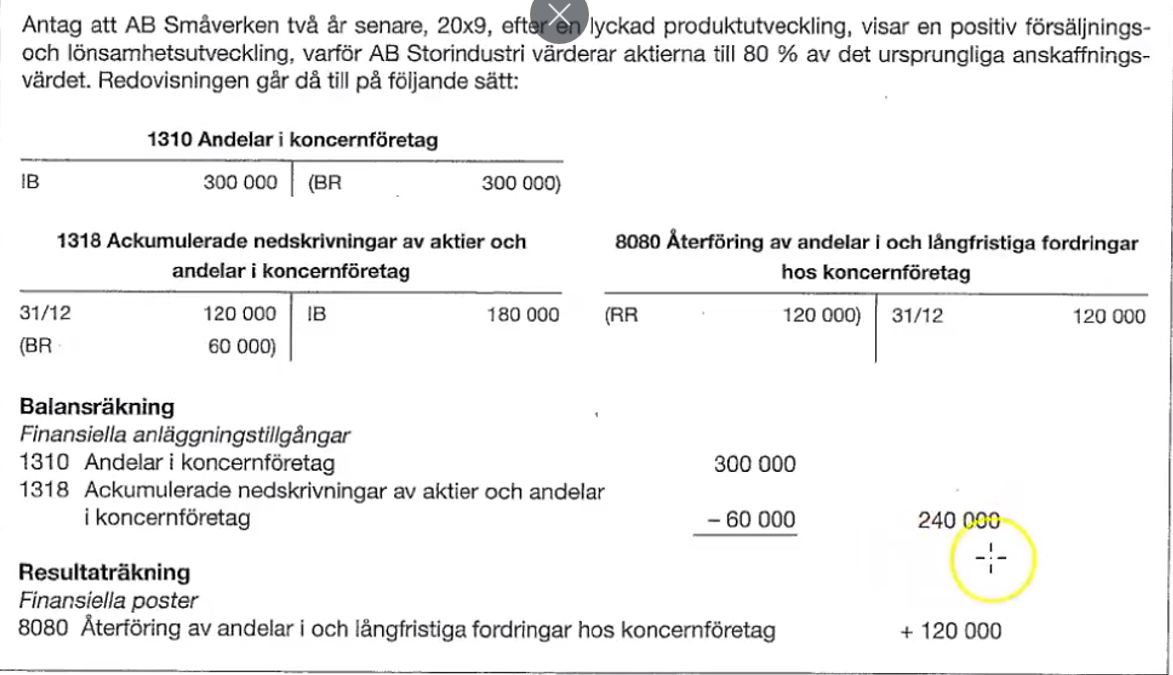 Antag att AB Småverken två år senare, 20x9, efter en lyckad produktutveckling, visar en positiv försäljnings-
och lönsamhetsutveckling, varför AB Storindustri värderar aktierna till 80 % av det ursprungliga anskaffnings-
värdet. Redovisningen går då till på följande sätt:
1310 Andelar i koncernföretag
IB 300 000 (BR 300 000)
1318 Ackumulerade nedskrivningar av aktier och
andelar i koncernföretag
31/12 120 000 IB 180 000
(BR 60 000)
8080 Återföring av andelar i och långfristiga fordringar
hos koncernföretag
(RR 120 000) 31/12 120 000
Balansräkning
Finansiella anläggningstillgångar
1310 Andelar i koncernföretag 300 000
1318 Ackumulerade nedskrivningar av aktier och andelar
i koncernföretag – 60 000 240 000
Resultaträkning
Finansiella poster
8080 Återföring av andelar i och långfristiga fordringar hos koncernföretag + 120 000